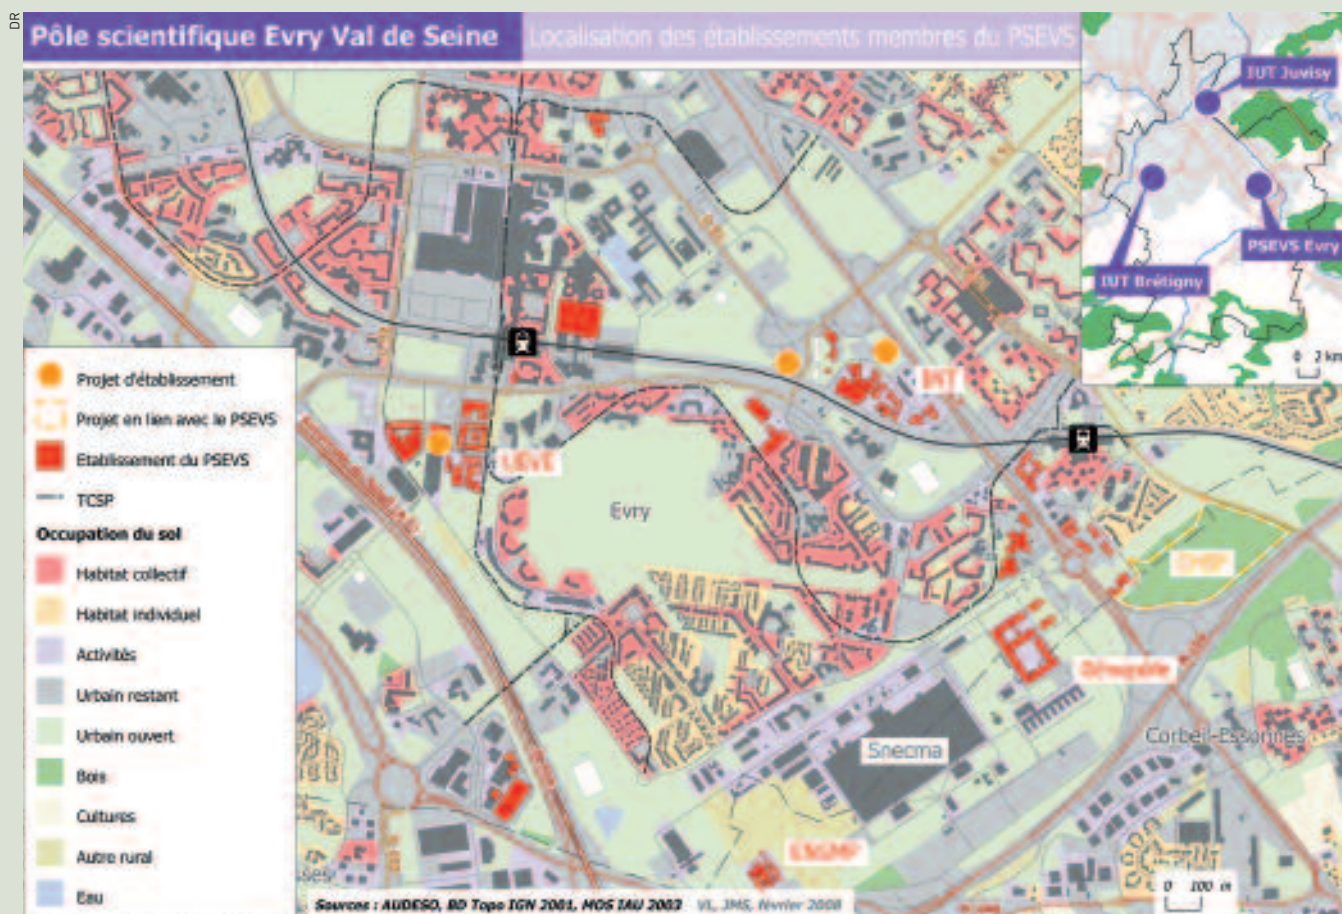 DR
Pôle scientifique Evry Val de Seine
Localisation des établissements membres du PSEVS
IUT Juvisy
PSEVS Evry
IUT Brétigny
0 2 km
Projet d'établissement
Projet en lien avec le PSEVS
Etablissement du PSEVS
TCSP
Occupation du sol
Habitat collectif
Habitat individuel
Activités
Urbain restant
Urbain ouvert
Bois
Cultures
Autre rural
Eau
INT
UEVE
Evry
Génopole
Corbeil-Essonnes
Snecma
ENSMP
0 100 m
Sources : AUDESO, BD Topo IGN 2001, MOS IAU 2003 VL, JMS, février 2008